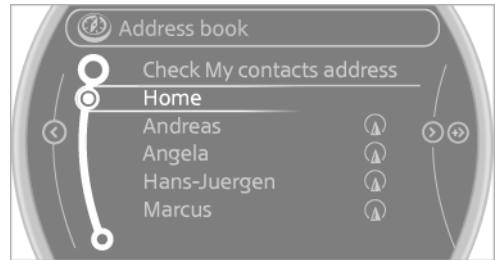 Address book
Check My contacts address
Home
Andreas
Angela
Hans-Juergen
Marcus